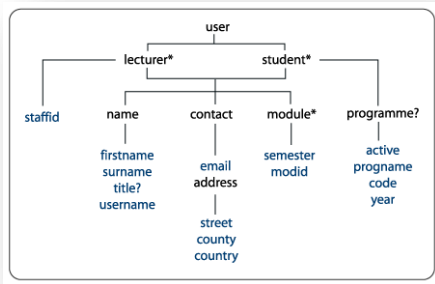 user
lecturer* student*
staffid name contact module* programme?
firstname
surname
title?
username
email
address
street
county
country
semester
modid
active
progname
code
year